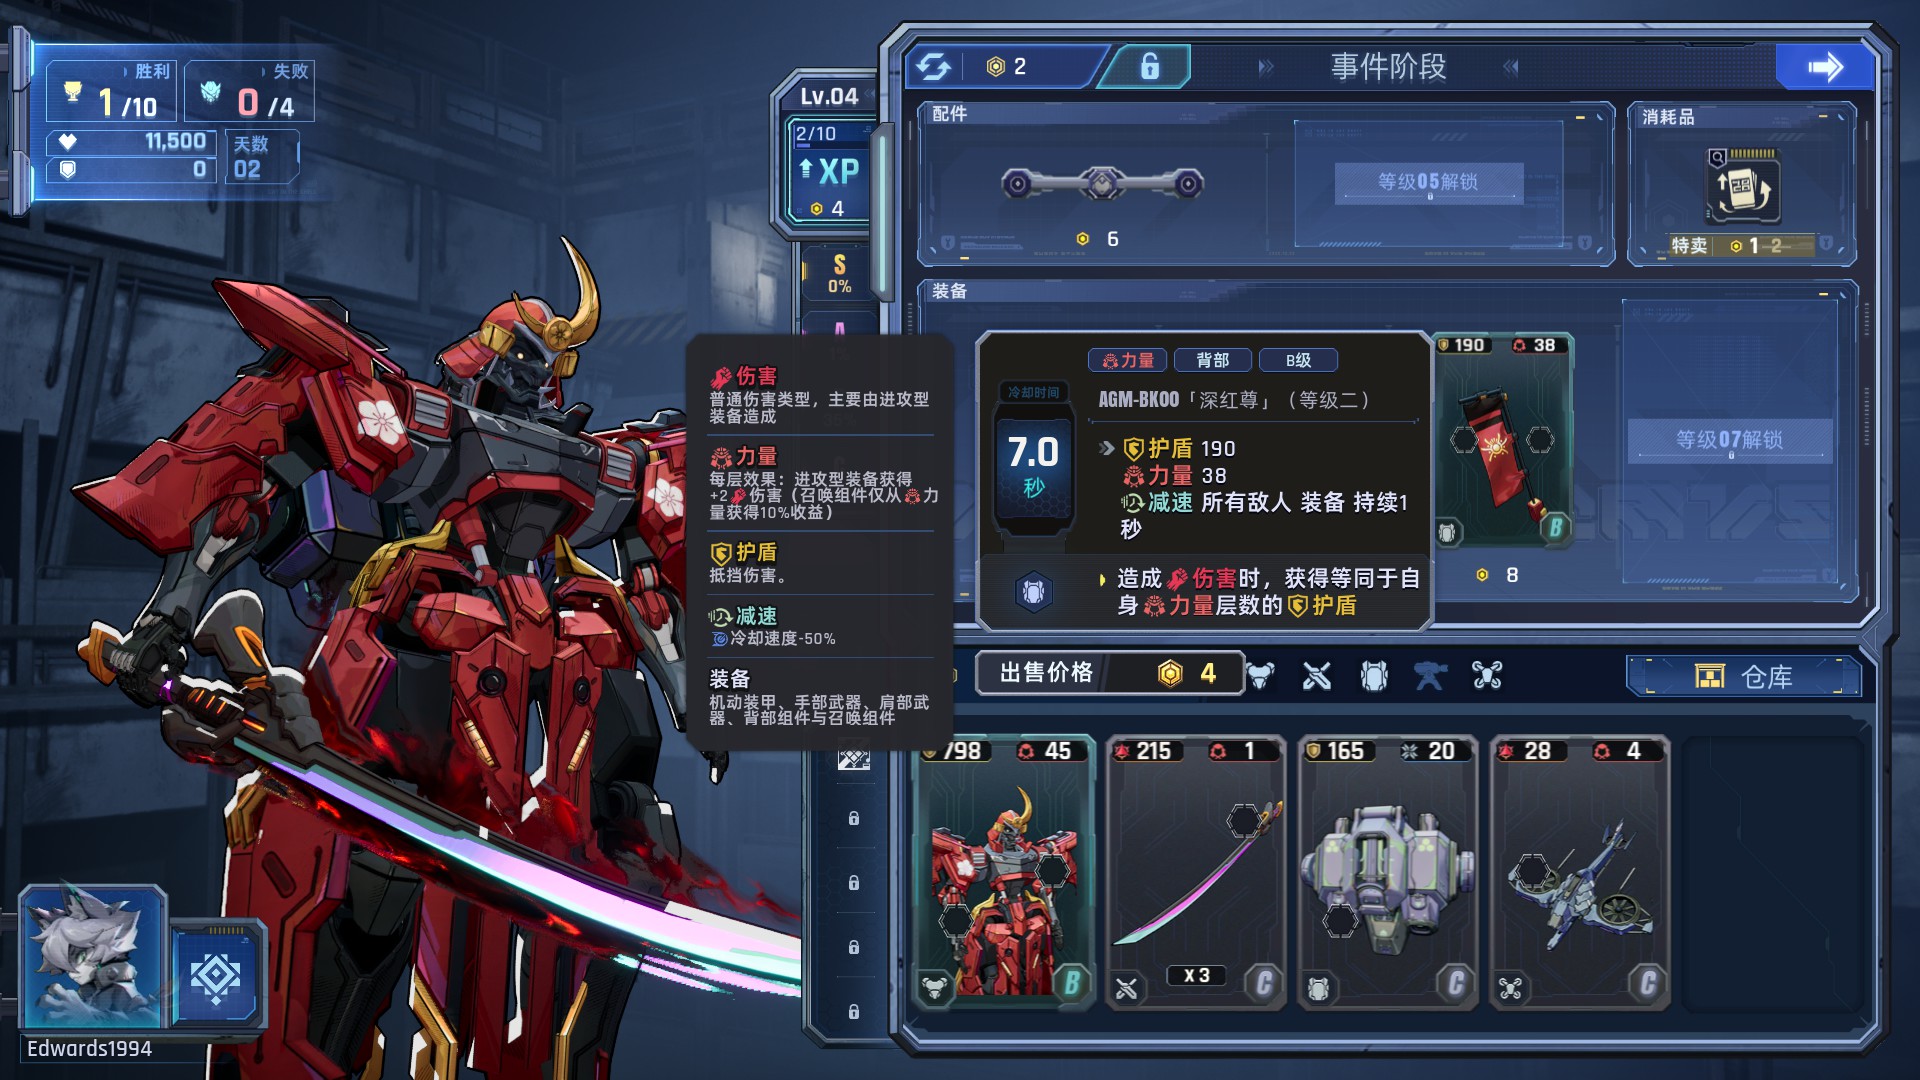 胜利
1/10
失败
0/4
11,500
0
天数
02
Lv.04
2/10
XP
4
S
0%
A
2
事件阶段
配件
6
等级05解锁
消耗品
特卖 1 2
装备
190 38
B
8
等级07解锁
伤害
普通伤害类型，主要由进攻型
装备造成
力量
每层效果：进攻型装备获得
+2伤害（召唤组件仅从力
量获得10%收益）
护盾
抵挡伤害。
减速
冷却速度-50%
装备
机动装甲、手部武器、肩部武
器、背部组件与召唤组件
力量 背部 B级
冷却时间
7.0
秒
AGM-BK00「深红尊」（等级二）
护盾 190
力量 38
减速 所有敌人 装备 持续1
秒
造成伤害时，获得等同于自
身力量层数的护盾
出售价格 4
仓库
798 45
B
215 1
X3
C
165 20
C
28 4
C
Edwards1994